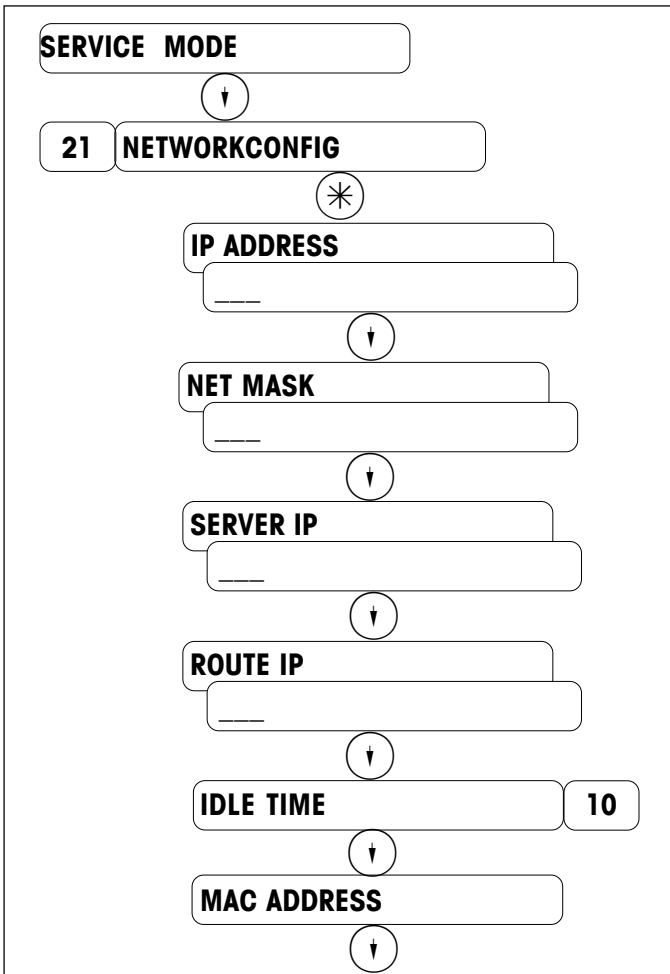 SERVICE MODE
21 NETWORKCONFIG
IP ADDRESS
___
NET MASK
___
SERVER IP
___
ROUTE IP
___
IDLE TIME 10
MAC ADDRESS